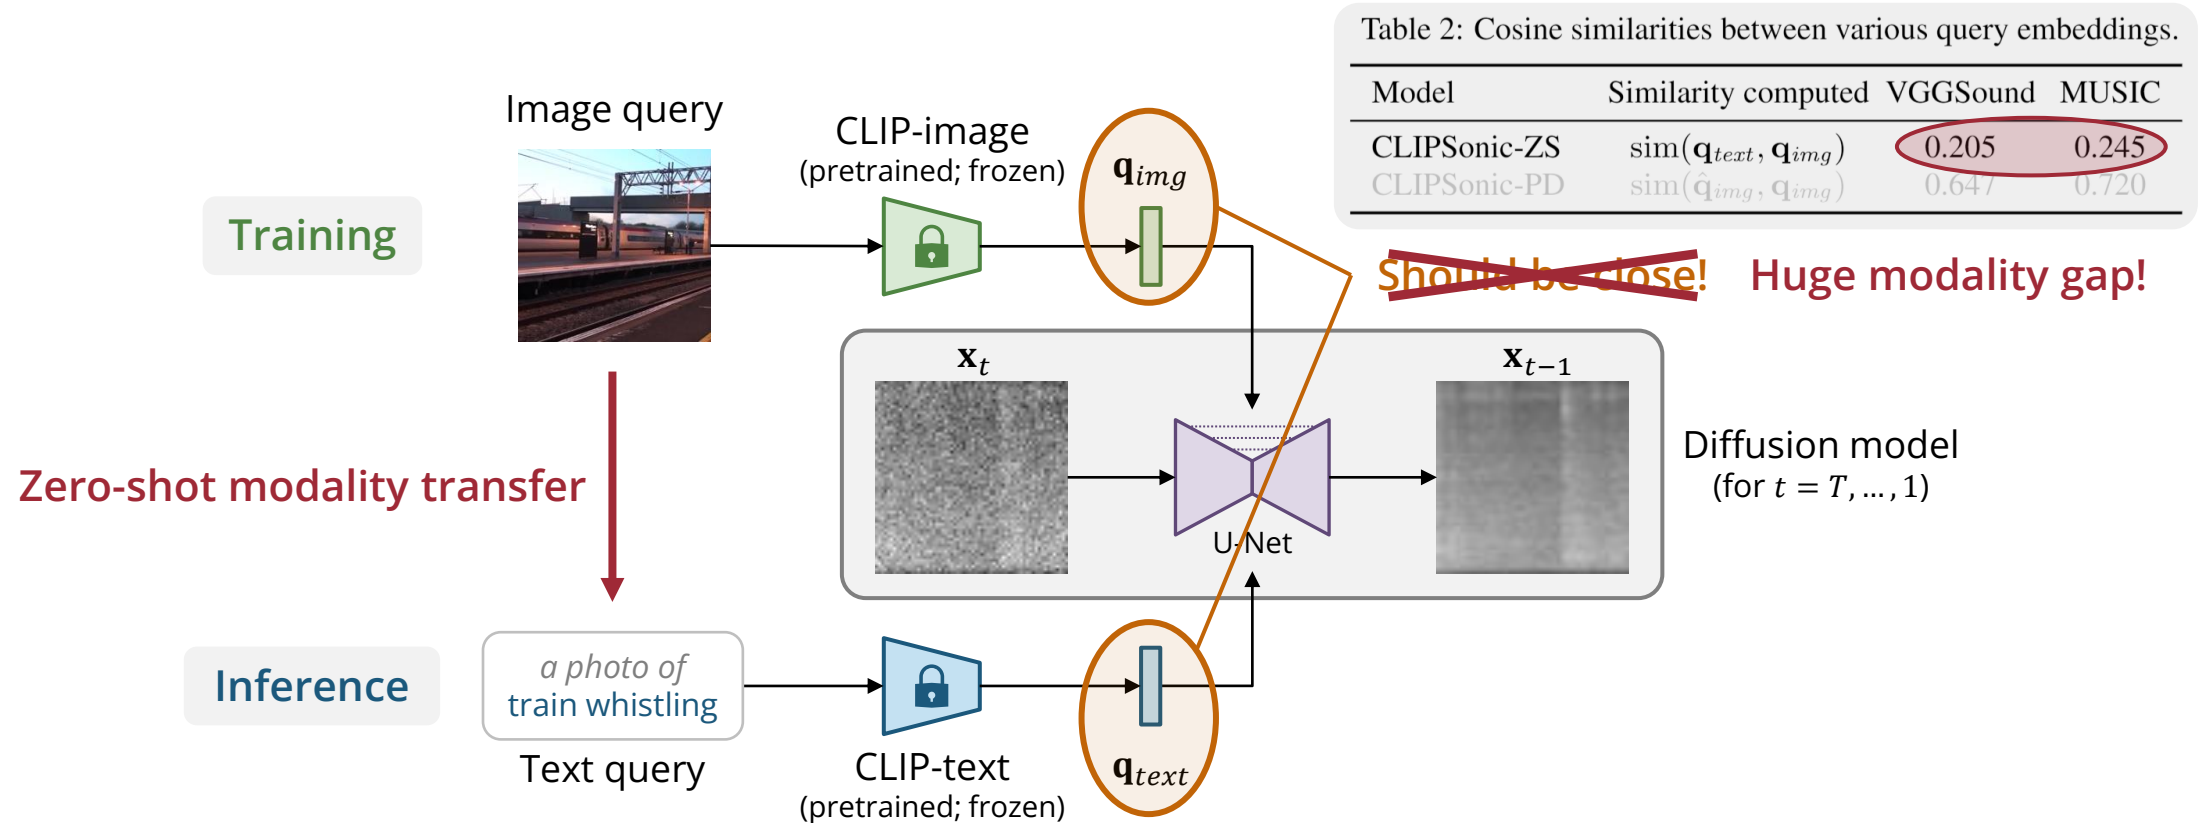 Table 2: Cosine similarities between various query embeddings.
Model Similarity computed VGGSound MUSIC
CLIPSonic-ZS sim(q_text, q_img) 0.205 0.245
CLIPSonic-PD sim(q̂_img, q_img) 0.647 0.720
Should be close! Huge modality gap!
Image query
CLIP-image
(pretrained; frozen)
q_img
Training
x_t
x_{t−1}
U-Net
Diffusion model
(for t = T, … , 1)
Zero-shot modality transfer
Inference
a photo of
train whistling
Text query
CLIP-text
(pretrained; frozen)
q_text